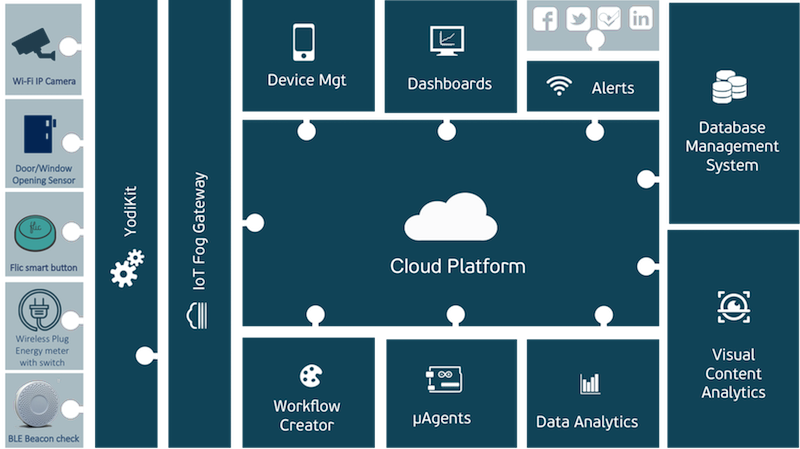 Wi-Fi IP Camera
Door/Window
Opening Sensor
flic
Flic smart button
Wireless Plug
Energy meter
with switch
BLE Beacon check
YodiKit
IoT Fog Gateway
Device Mgt
Dashboards
f
in
Alerts
Cloud Platform
Workflow
Creator
μAgents
Data Analytics
Database
Management
System
Visual
Content
Analytics